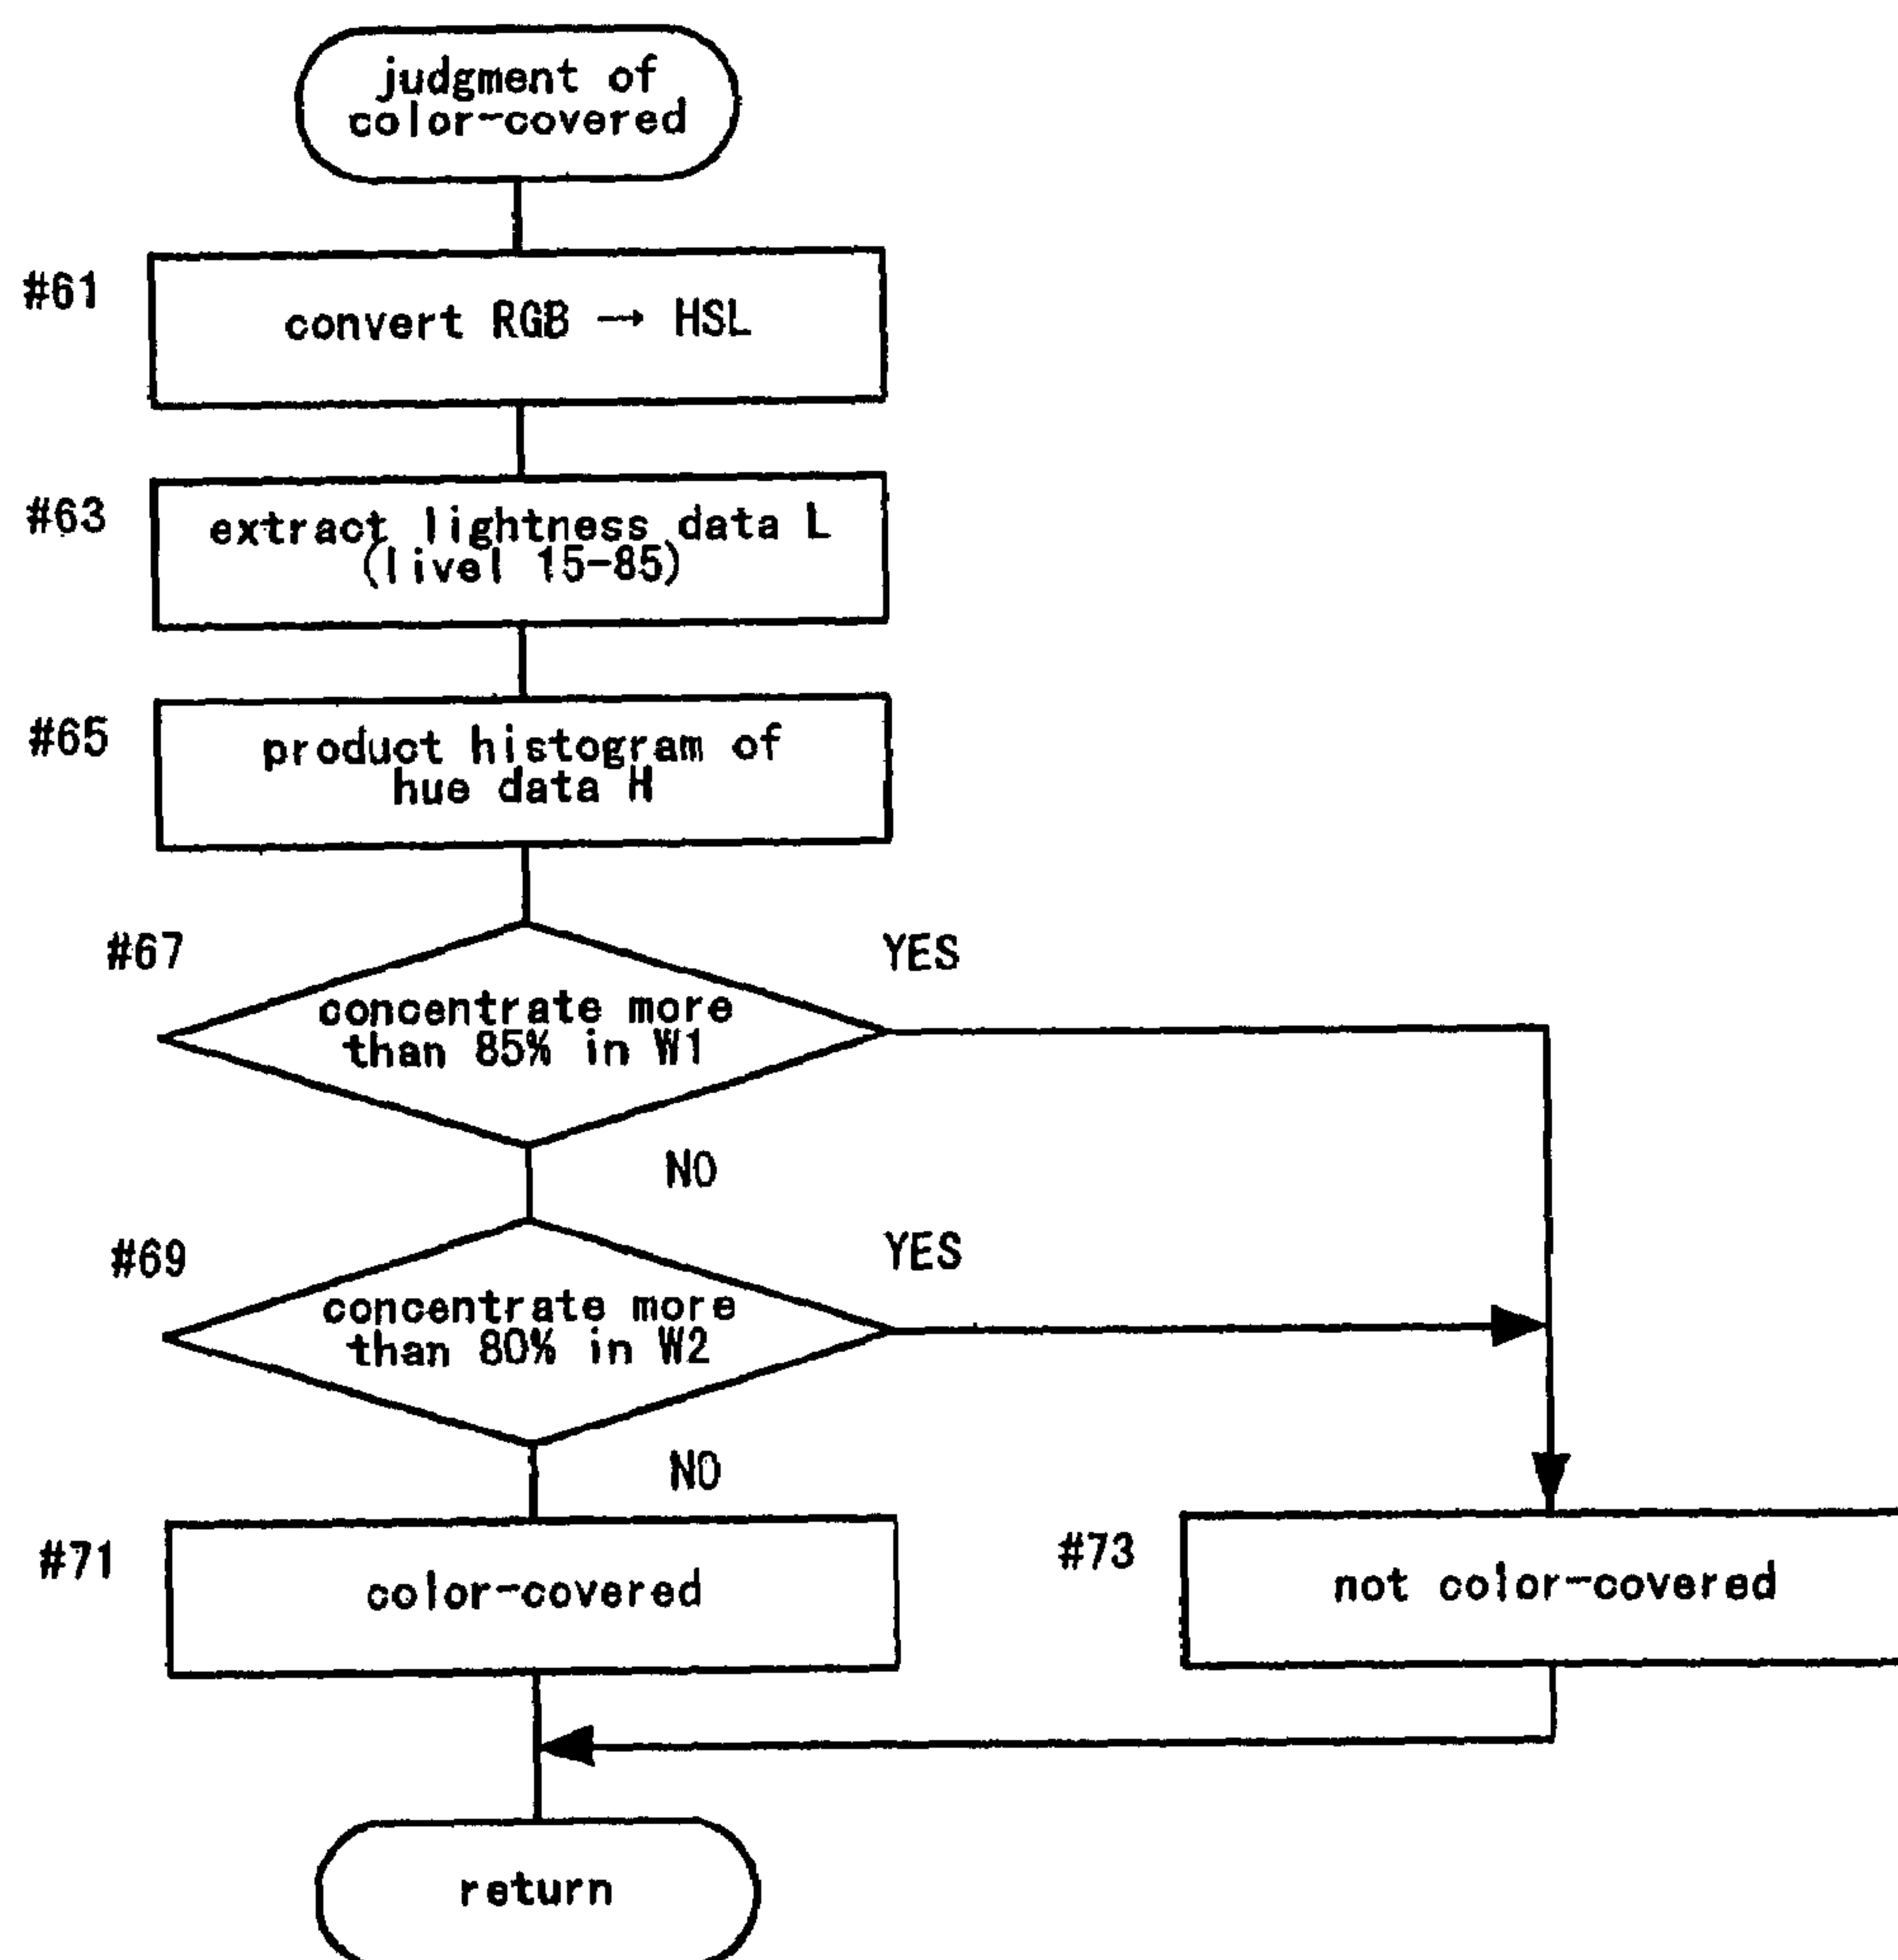 judgment of
color-covered
#61
convert RGB → HSL
#63
extract lightness data L
(livel 15-85)
#65
product histogram of
hue data H
#67
YES
concentrate more
than 85% in W1
NO
#69
YES
concentrate more
than 80% in W2
NO
#71
color-covered
#73
not color-covered
return